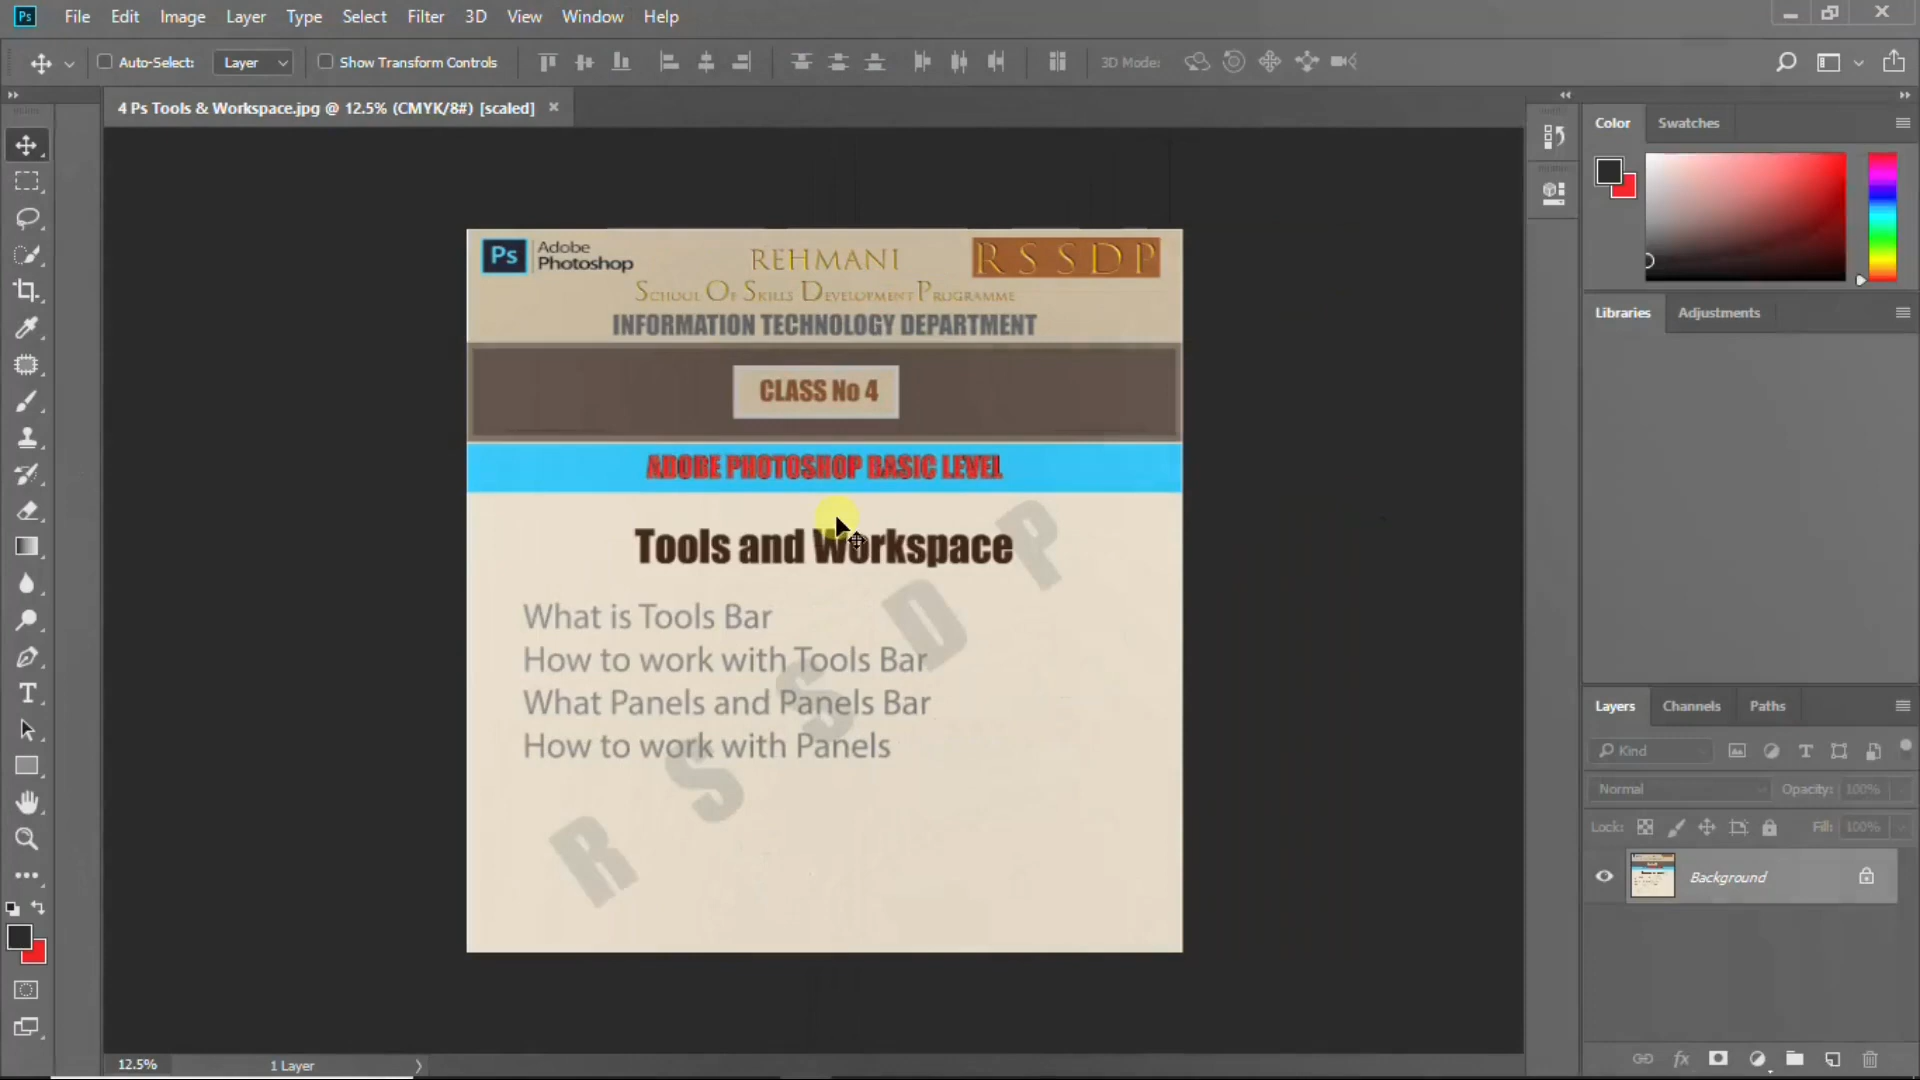 Ps File Edit Image Layer Type Select Filter 3D View Window Help
Auto-Select: Layer Show Transform Controls 3D Mode:
4 Ps Tools & Workspace.jpg @ 12.5% (CMYK/8#) [scaled] ×
Color Swatches
Libraries Adjustments
Ps Adobe Photoshop
REHMANI
R S S D P
School Of Skills Development Programme
INFORMATION TECHNOLOGY DEPARTMENT
CLASS No 4
ADOBE PHOTOSHOP BASIC LEVEL
Tools and Workspace
What is Tools Bar
How to work with Tools Bar
What Panels and Panels Bar
How to work with Panels
R S S D P
Layers Channels Paths
Kind
Normal Opacity: 100%
Lock: Fill: 100%
Background
12.5% 1 Layer
fx